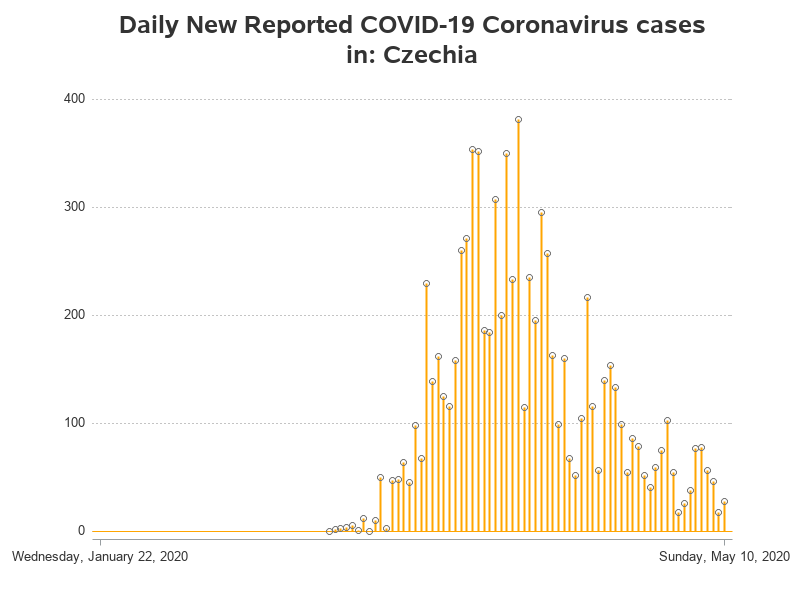 Daily New Reported COVID-19 Coronavirus cases
in: Czechia
400
300
200
100
0
Wednesday, January 22, 2020
Sunday, May 10, 2020